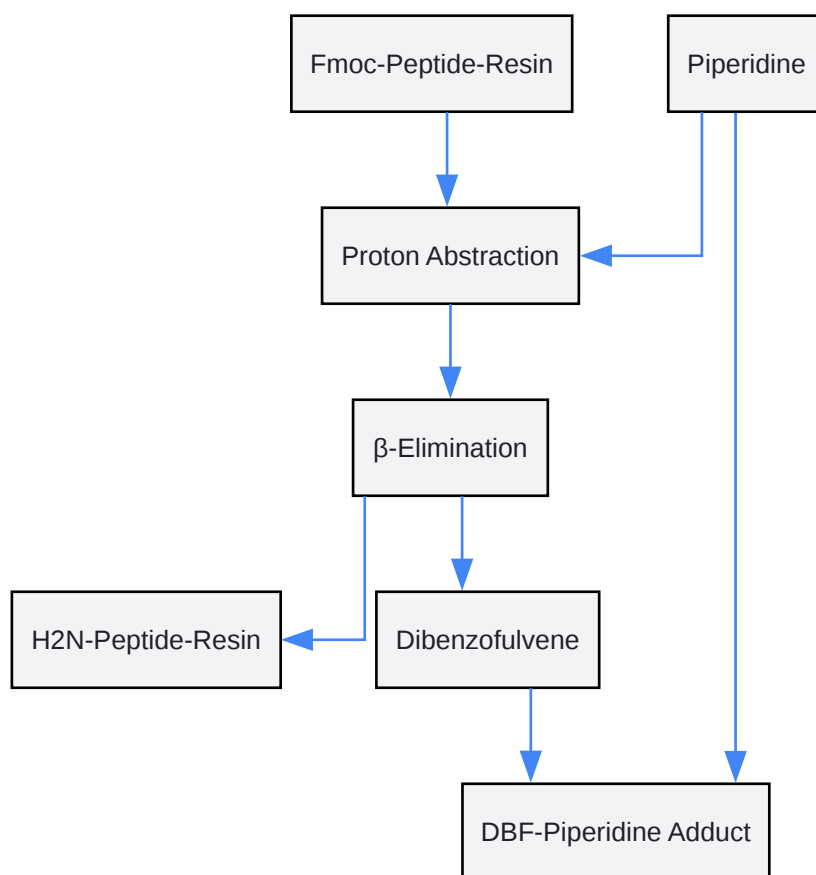 Fmoc-Peptide-Resin
Piperidine
Proton Abstraction
β-Elimination
H2N-Peptide-Resin
Dibenzofulvene
DBF-Piperidine Adduct